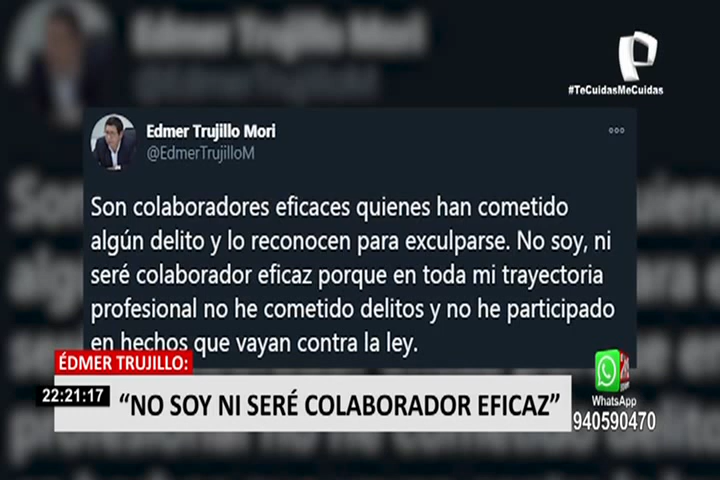 #TeCuidasMeCuidas
Edmer Trujillo Mori
@EdmerTrujilloM
Son colaboradores eficaces quienes han cometido
algún delito y lo reconocen para exculparse. No soy, ni
seré colaborador eficaz porque en toda mi trayectoria
profesional no he cometido delitos y no he participado
en hechos que vayan contra la ley.
ÉDMER TRUJILLO:
22:21:17
“NO SOY NI SERÉ COLABORADOR EFICAZ”
WhatsApp
940590470